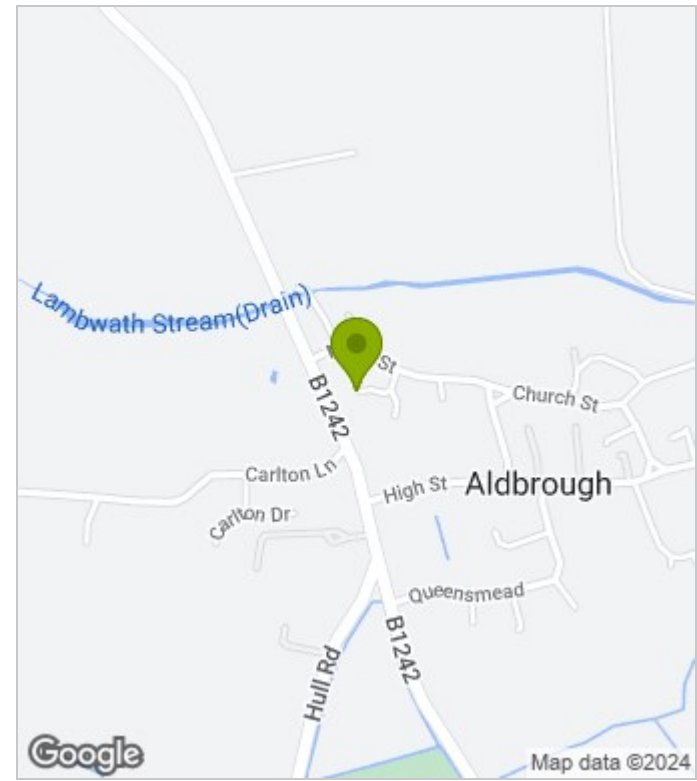 Lambwath Stream(Drain)
St
Church St
B1242
Carlton Ln
High St
Aldbrough
Carlton Dr
Queensmead
B1242
Hull Rd
Google
Map data ©2024